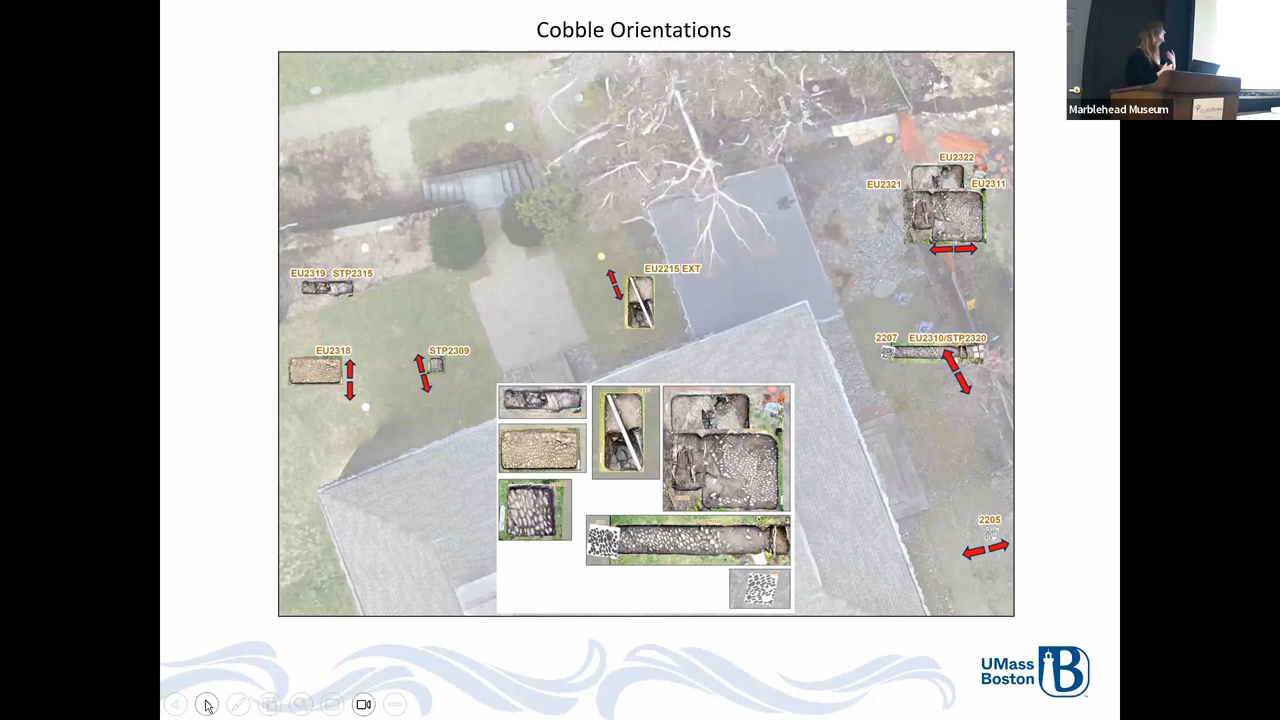 Cobble Orientations
Marblehead Museum
EU2322
EU2321
EU2311
EU2215 EXT
EU2319
STP2315
EU2318
STP2309
2207
EU2310/STP2320
2205
UMass
Boston
B